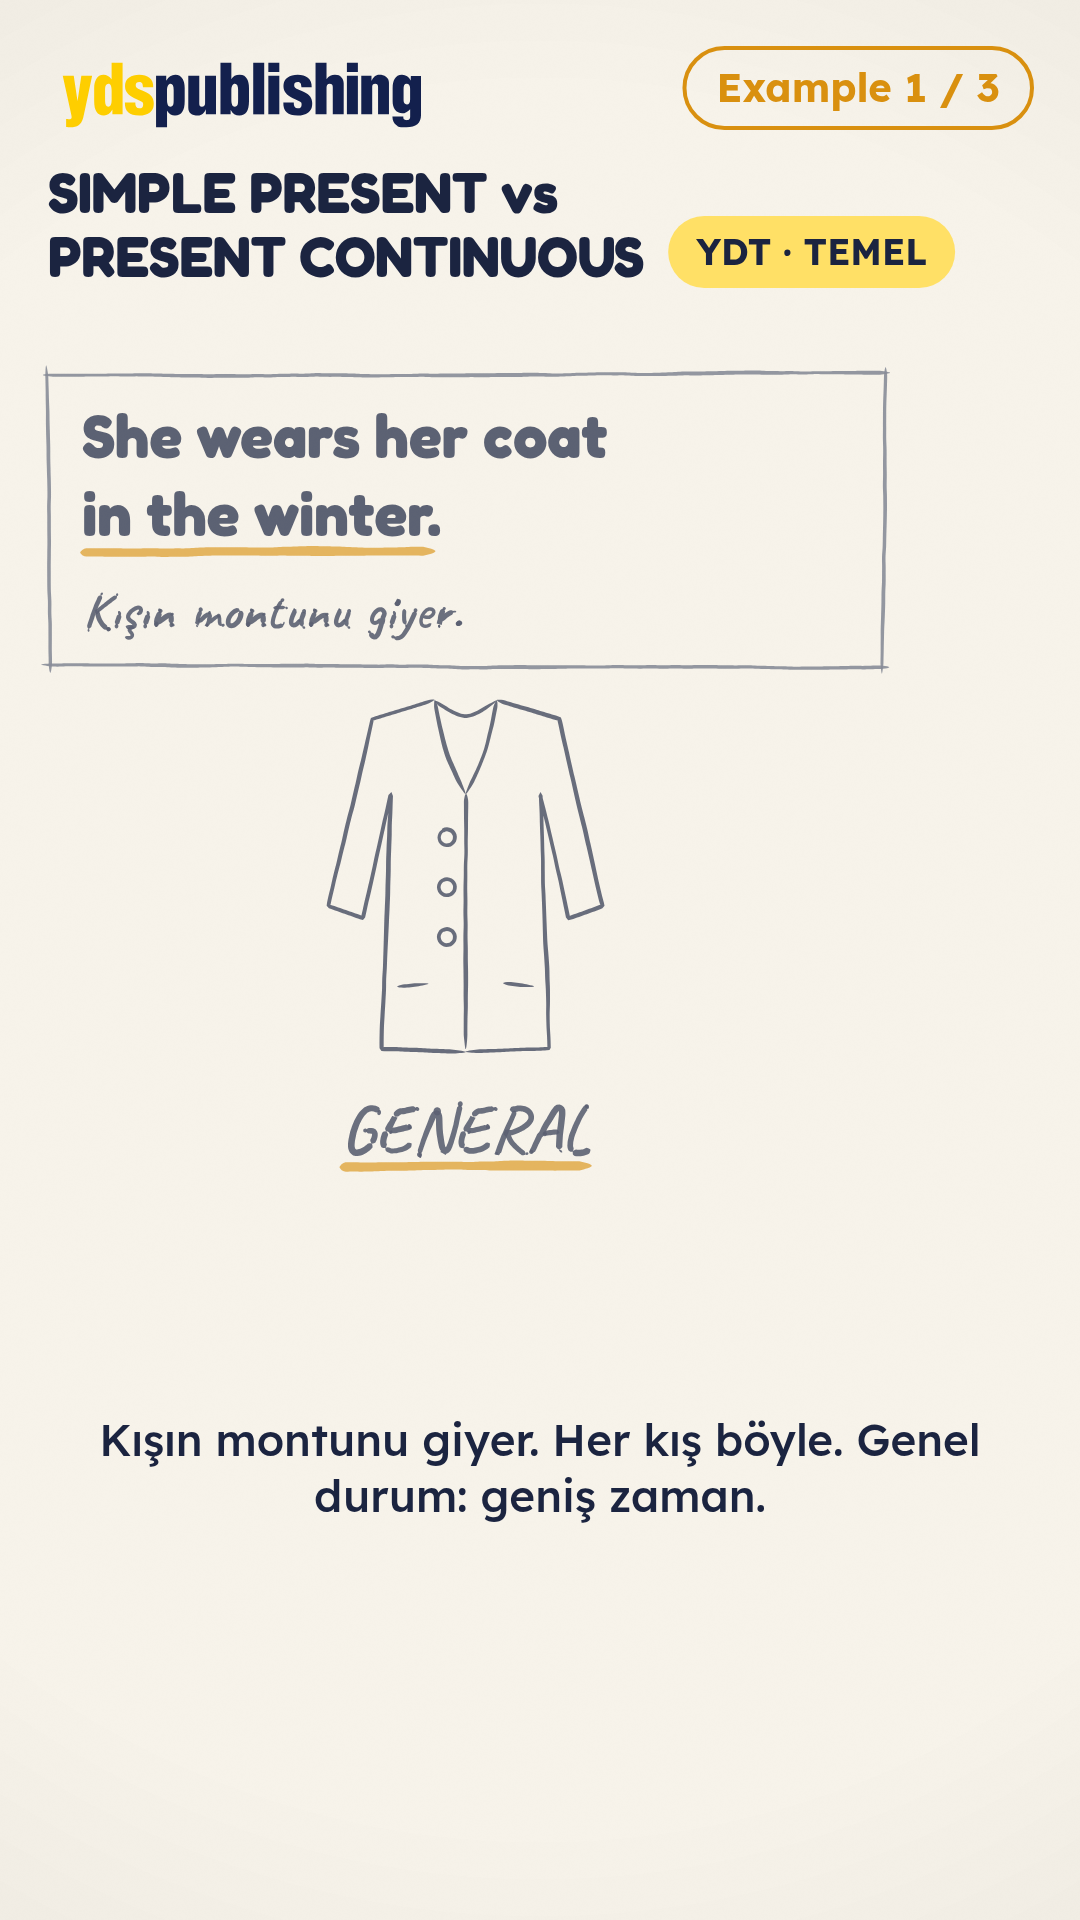 ydspublishing
Example 1 / 3
SIMPLE PRESENT vs
PRESENT CONTINUOUS
YDT · TEMEL
She wears her coat
in the winter.
Kışın montunu giyer.
GENERAL
Kışın montunu giyer. Her kış böyle. Genel
durum: geniş zaman.